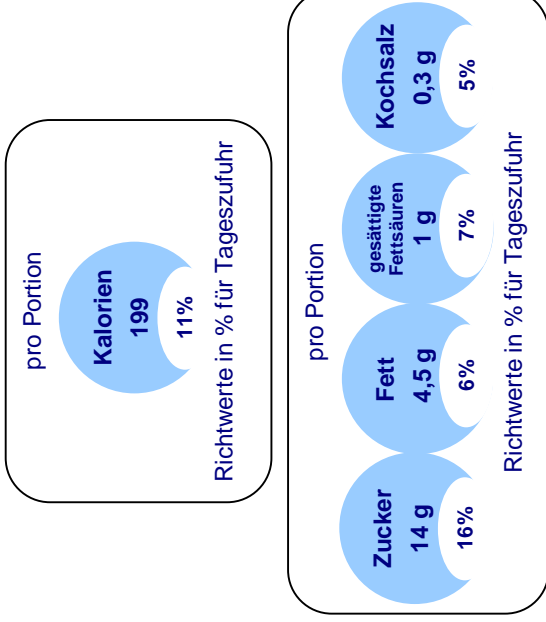 pro Portion
Kalorien
199
11%
Richtwerte in % für Tageszufuhr
pro Portion
Zucker
14 g
16%
Fett
4,5 g
6%
gesättigte
Fettsäuren
1 g
7%
Kochsalz
0,3 g
5%
Richtwerte in % für Tageszufuhr